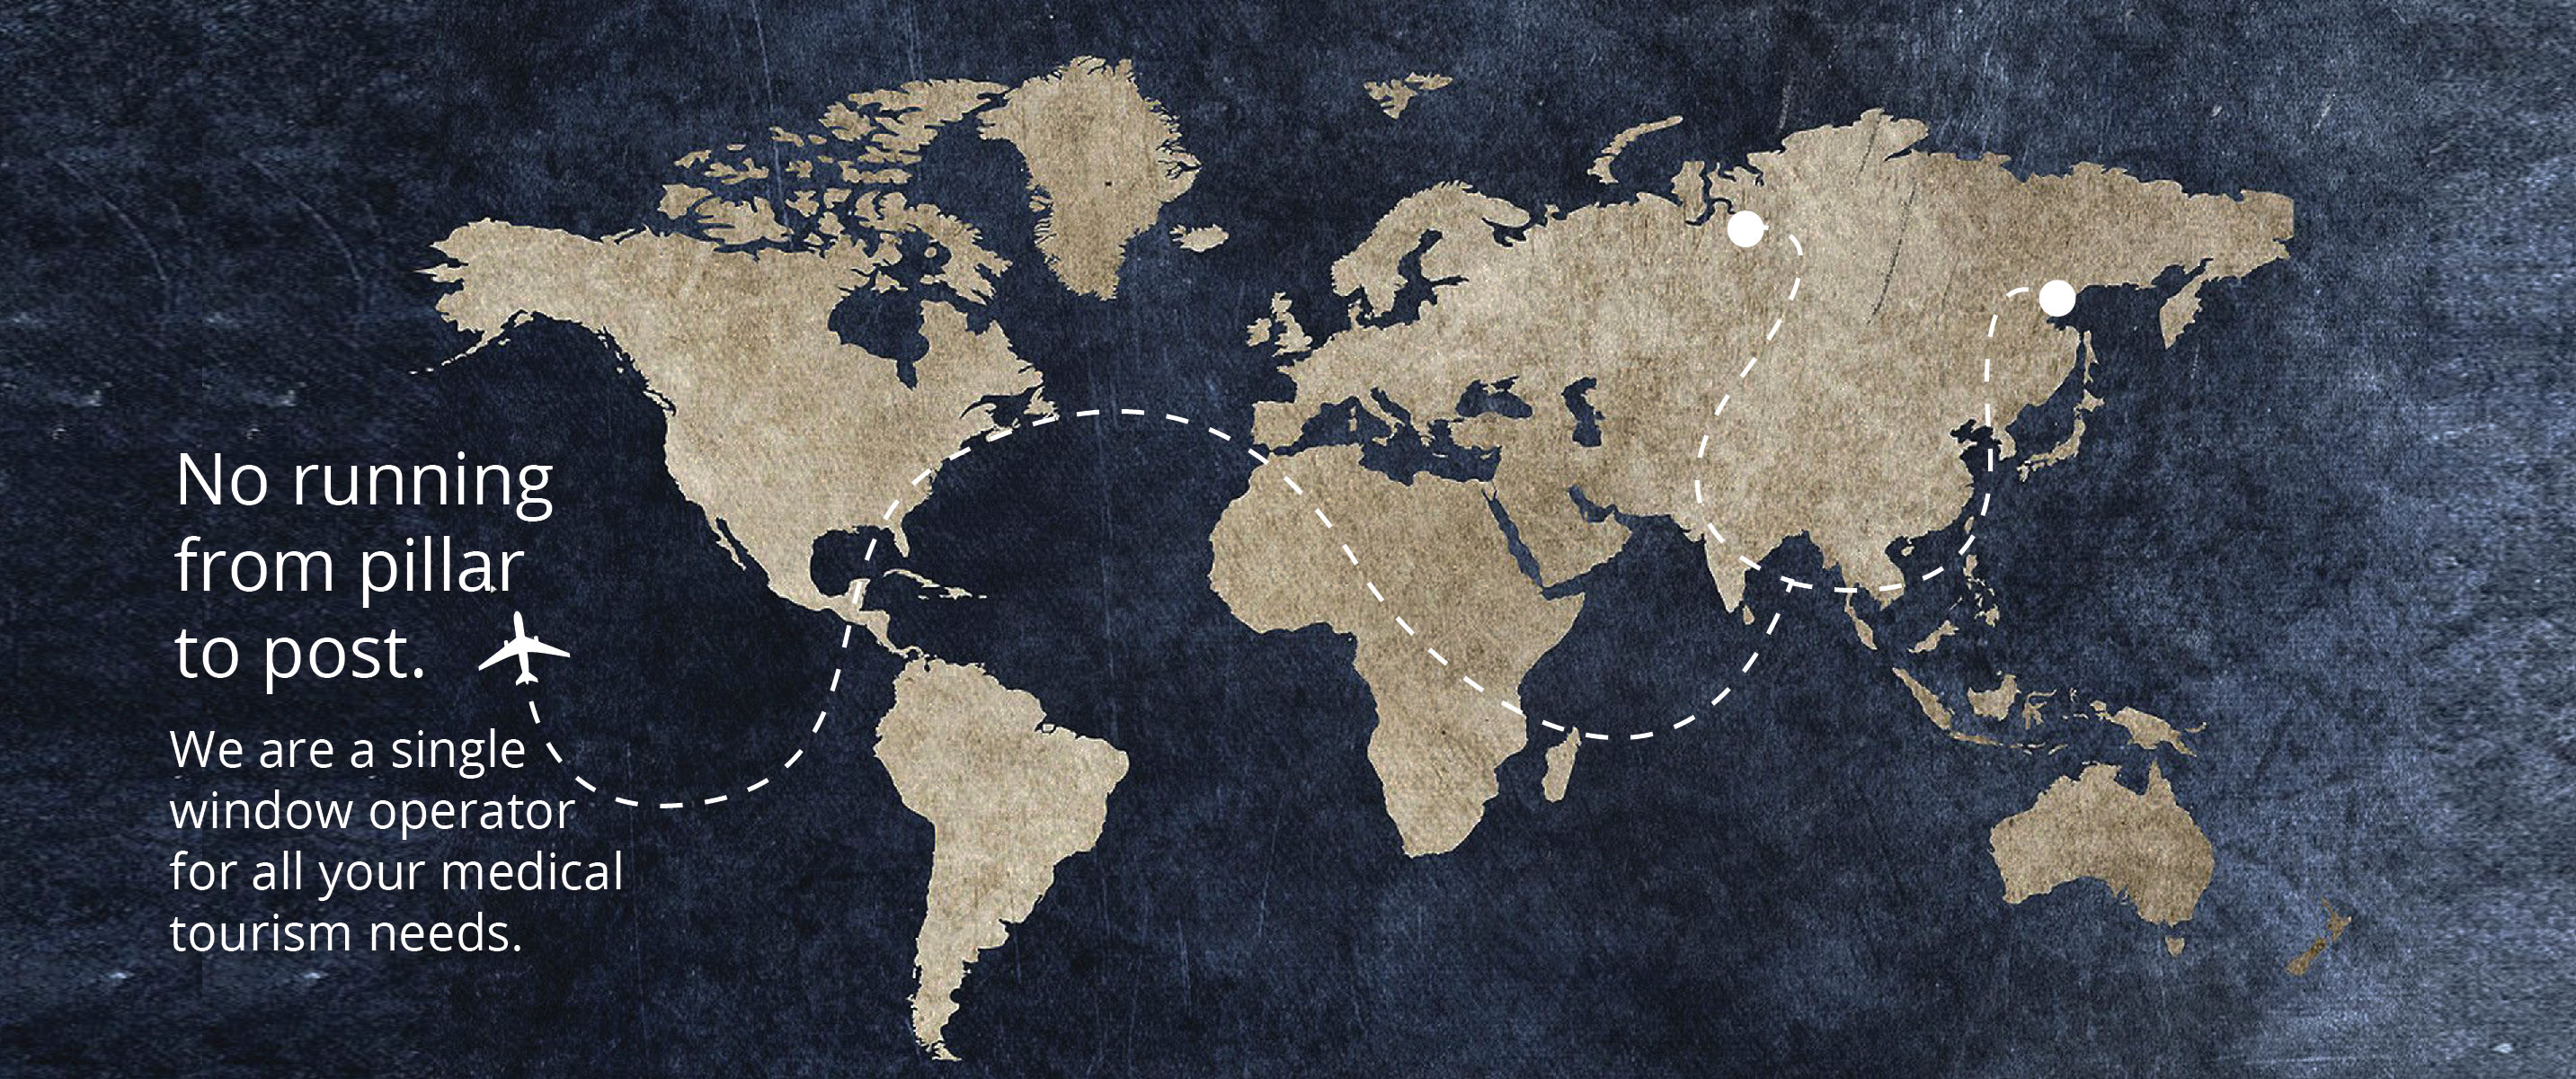 No running
from pillar
to post.
We are a single
window operator
for all your medical
tourism needs.